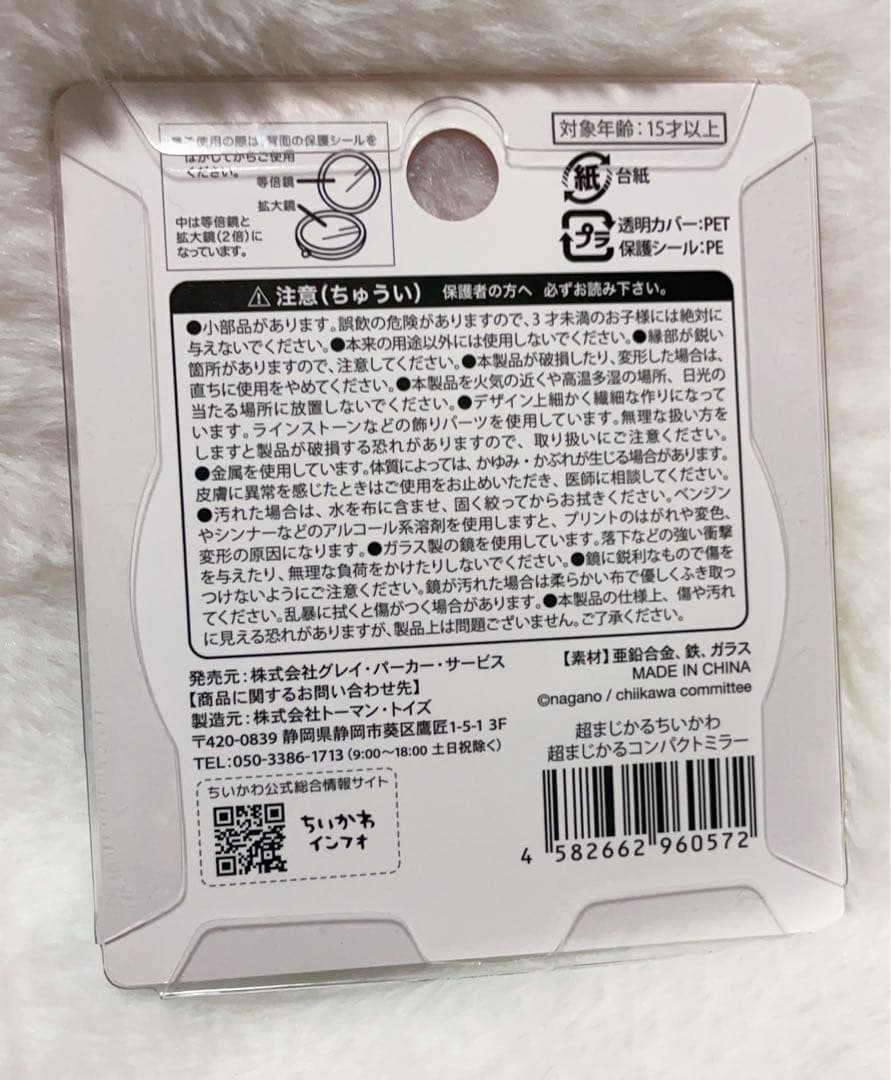 使用の際は、背面の保護シールを
はがしてからご使用
ください。
等倍鏡
拡大鏡
中は等倍鏡と
拡大鏡(2倍)に
なっています。
対象年齢:15才以上
紙 台紙
プラ 透明カバー:PET
保護シール:PE
⚠ 注意(ちゅうい) 保護者の方へ 必ずお読み下さい。
●小部品があります。誤飲の危険がありますので、3才未満のお子様には絶対に
与えないでください。●本来の用途以外には使用しないでください。●縁部が鋭い
箇所がありますので、注意してください。●本製品が破損したり、変形した場合は、
直ちに使用をやめてください。●本製品を火気の近くや高温多湿の場所、日光の
当たる場所に放置しないでください。●デザイン上細かく繊細な作りになって
います。ラインストーンなどの飾りパーツを使用しています。無理な扱い方を
しますと製品が破損する恐れがありますので、取り扱いにご注意ください。
●金属を使用しています。体質によっては、かゆみ・かぶれが生じる場合があります。
皮膚に異常を感じたときはご使用をお止めいただき、医師に相談してください。
●汚れた場合は、水を布に含ませ、固く絞ってからお拭きください。ベンジン
やシンナーなどのアルコール系溶剤を使用しますと、プリントのはがれや変色、
変形の原因になります。●ガラス製の鏡を使用しています。落下などの強い衝撃
を与えたり、無理な負荷をかけたりしないでください。●鏡に鋭利なもので傷を
つけないようにご注意ください。鏡が汚れた場合は柔らかい布で優しくふき取っ
てください。乱暴に拭くと傷がつく場合があります。●本製品の仕様上、傷や汚れ
に見える恐れがありますが、製品上は問題ございません。ご了承ください。
発売元:株式会社グレイ・パーカー・サービス
【商品に関するお問い合わせ先】
製造元:株式会社トーマン・トイズ
〒420-0839 静岡県静岡市葵区鷹匠1-5-1 3F
TEL:050-3386-1713(9:00〜18:00 土日祝除く)
【素材】亜鉛合金、鉄、ガラス
MADE IN CHINA
©nagano / chiikawa committee
超まじかるちいかわ
超まじかるコンパクトミラー
ちいかわ公式総合情報サイト
ちいかわ
インフォ
4 582662 960572